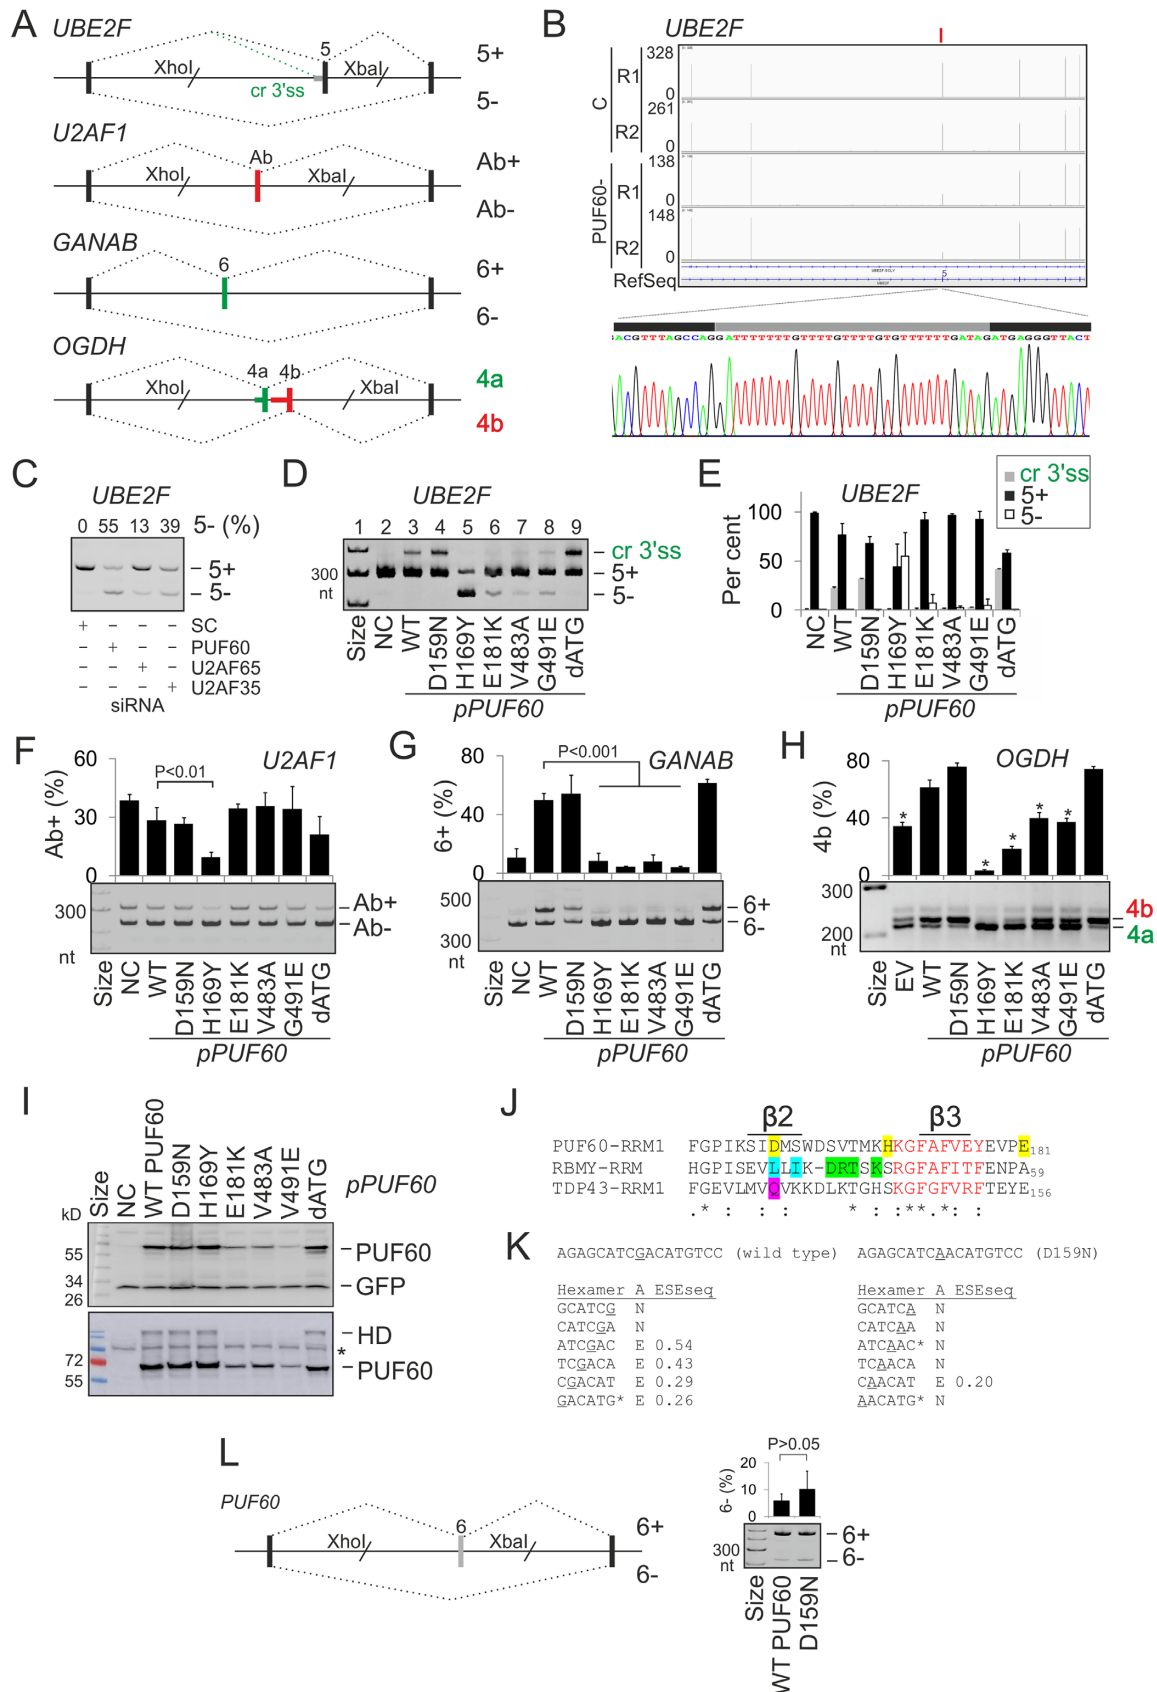 A
UBE2F
5
5+
XhoI
XbaI
cr 3'ss
5-
U2AF1
Ab
Ab+
XhoI
XbaI
Ab-
GANAB
6
6+
6-
OGDH
4a
4b
4a
XhoI
XbaI
4b
B
UBE2F
328
R1
0
C
261
R2
0
138
R1
0
PUF60-
148
R2
0
RefSeq
UBE2F
5
C
UBE2F
0 55 13 39 5- (%)
5+
5-
+ – – – SC
– + – – PUF60
– – + – U2AF65
– – – + U2AF35
siRNA
D
UBE2F
1 2 3 4 5 6 7 8 9
cr 3'ss
300
nt
5+
5-
Size
NC
WT
D159N
H169Y
E181K
V483A
G491E
dATG
pPUF60
E
UBE2F
cr 3'ss
5+
5-
Per cent
100
50
0
NC
WT
D159N
H169Y
E181K
V483A
G491E
dATG
pPUF60
F
U2AF1
Ab+ (%)
60
30
0
P<0.01
300
nt
Ab+
Ab-
Size
NC
WT
D159N
H169Y
E181K
V483A
G491E
dATG
pPUF60
G
GANAB
6+ (%)
80
40
0
P<0.001
500
300
nt
6+
6-
Size
NC
WT
D159N
H169Y
E181K
V483A
G491E
dATG
pPUF60
H
OGDH
4b (%)
80
40
0
* * * * *
300
200
nt
4b
4a
Size
EV
WT
D159N
H169Y
E181K
V483A
G491E
dATG
pPUF60
I
Size
NC
WT PUF60
D159N
H169Y
E181K
V483A
V491E
dATG
pPUF60
kD
55
34
26
PUF60
GFP
72
55
HD
*
PUF60
J
β2
β3
PUF60-RRM1 FGPIKSIDMSWDSVTMKHKGFAFVEYEVPE181
RBMY-RRM HGPISEVLLIK-DRTSKSRGFAFITFENPA59
TDP43-RRM1 FGEVLMVQVKKDLKTGHSKGFGFVRFTEYE156
.* : : : * : :**.*: :
K
AGAGCATCGACATGTCC (wild type)
Hexamer A ESEseq
GCATCG N
CATCGA N
ATCGAC E 0.54
TCGACA E 0.43
CGACAT E 0.29
GACATG* E 0.26
AGAGCATCAACATGTCC (D159N)
Hexamer A ESEseq
GCATCA N
CATCAA N
ATCAAC* N
TCAACA N
CAACAT E 0.20
AACATG* N
L
PUF60
6
6+
XhoI
XbaI
6-
P>0.05
6- (%)
20
10
0
300
nt
6+
6-
Size
WT PUF60
D159N